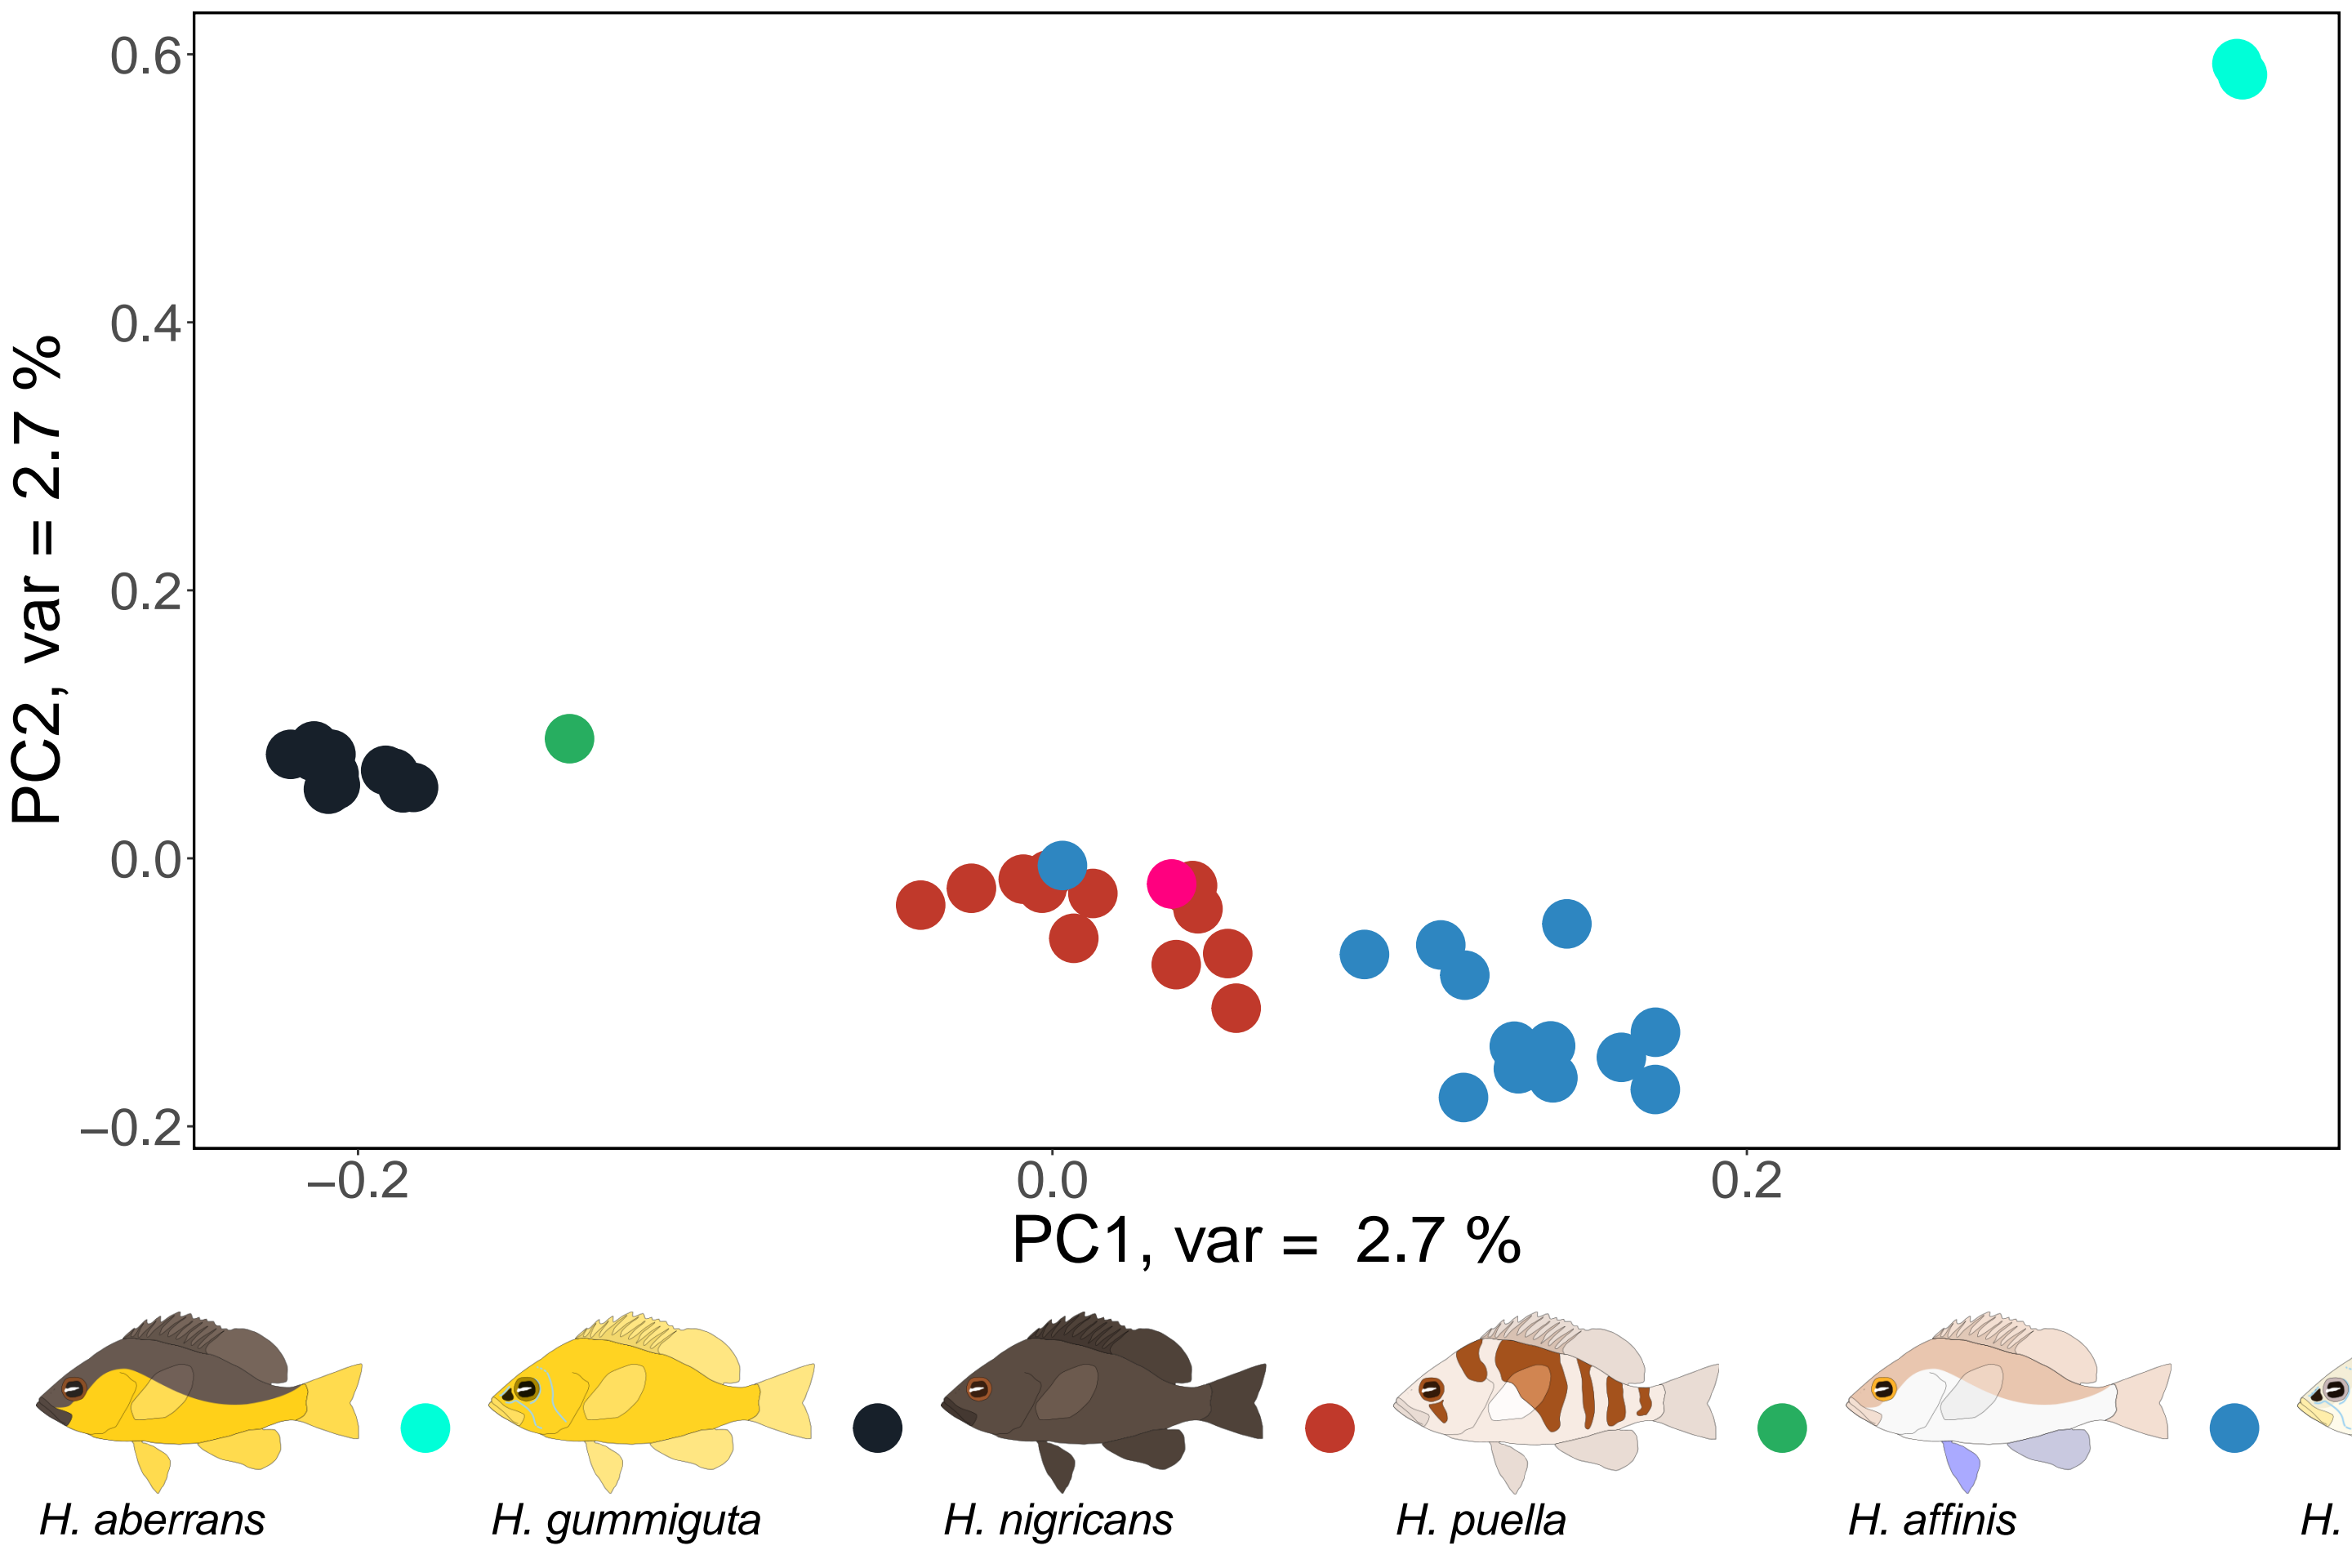 0.6
0.4
0.2
0.0
−0.2
PC2, var = 2.7 %
−0.2
0.0
0.2
PC1, var = 2.7 %
H. aberrans
H. gummiguta
H. nigricans
H. puella
H. affinis
H.